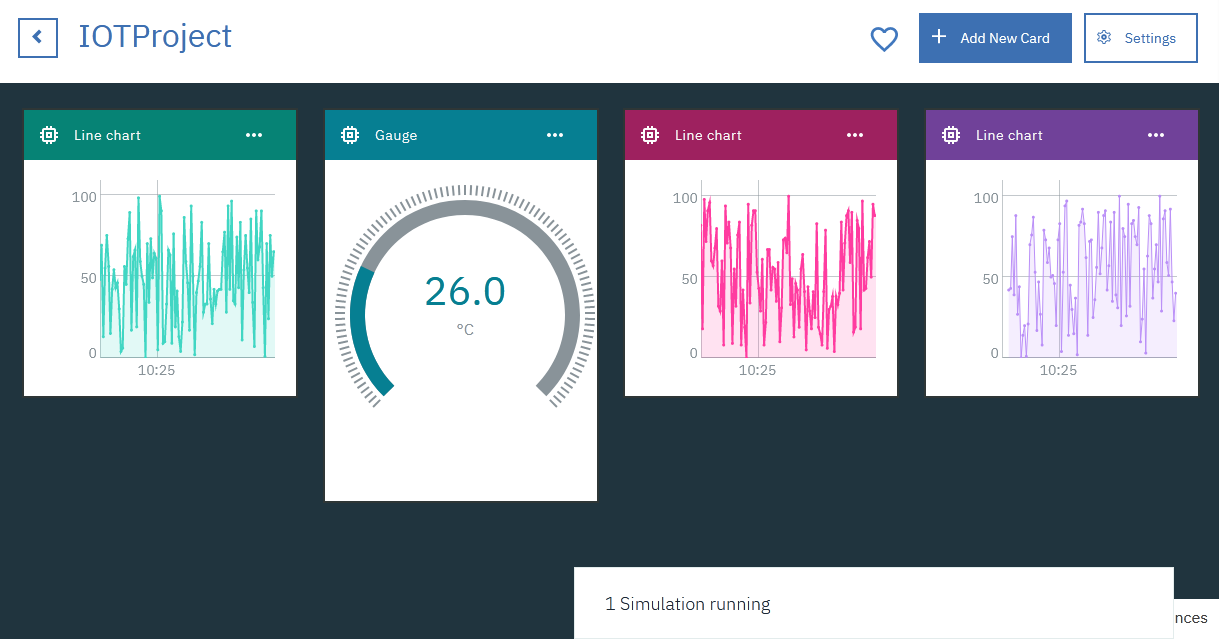 IOTProject
Add New Card
Settings
Line chart
Gauge
Line chart
Line chart
100
50
0
10:25
26.0
°C
100
50
0
10:25
100
50
0
10:25
1 Simulation running
nces